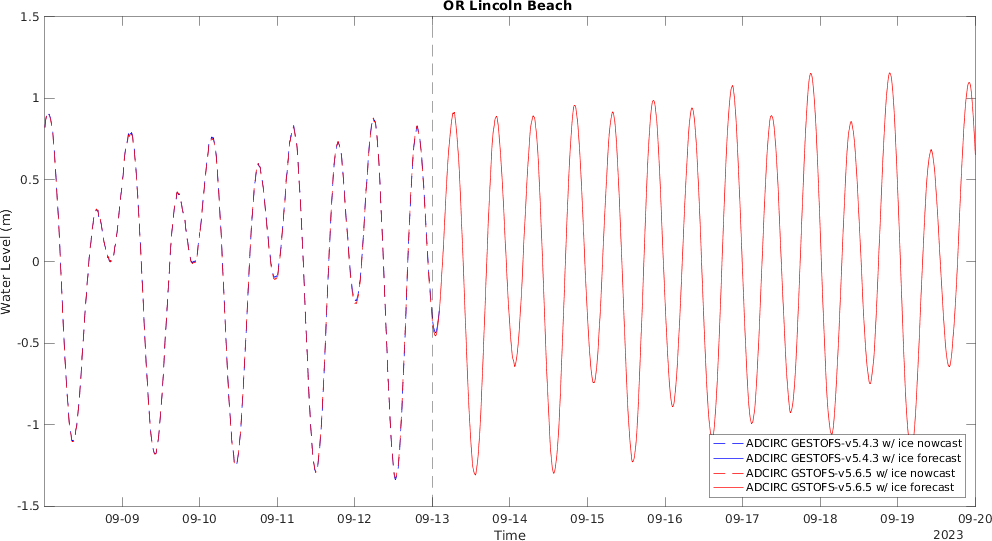 OR Lincoln Beach
1.5
1
0.5
0
-0.5
-1
-1.5
Water Level (m)
09-09 09-10 09-11 09-12 09-13 09-14 09-15 09-16 09-17 09-18 09-19 09-20
Time
2023
ADCIRC GESTOFS-v5.4.3 w/ ice nowcast
ADCIRC GESTOFS-v5.4.3 w/ ice forecast
ADCIRC GSTOFS-v5.6.5 w/ ice nowcast
ADCIRC GSTOFS-v5.6.5 w/ ice forecast